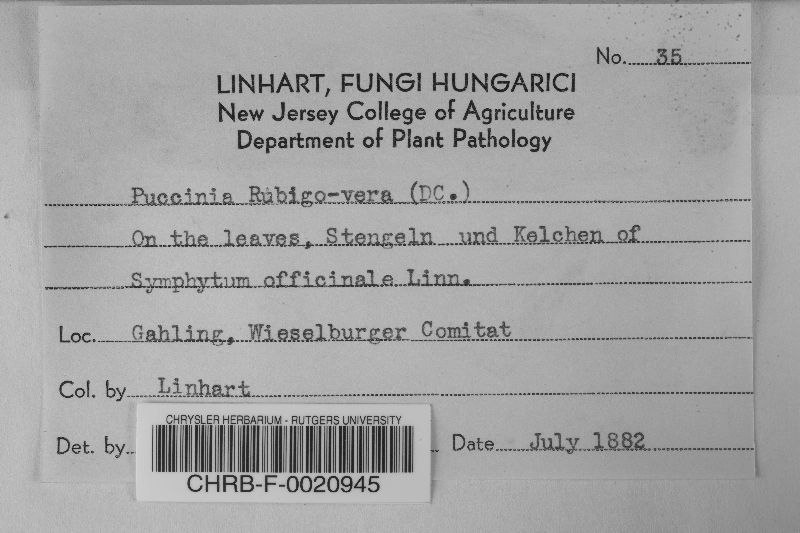 No. 35
LINHART, FUNGI HUNGARICI
New Jersey College of Agriculture
Department of Plant Pathology
Puccinia Rubigo-vera (DC.)
On the leaves, Stengeln und Kelchen of
Symphytum officinale Linn.
Loc. Gahling, Wieselburger Comitat
Col. by Linhart
Det. by
Date July 1882
CHRYSLER HERBARIUM - RUTGERS UNIVERSITY
CHRB-F-0020945